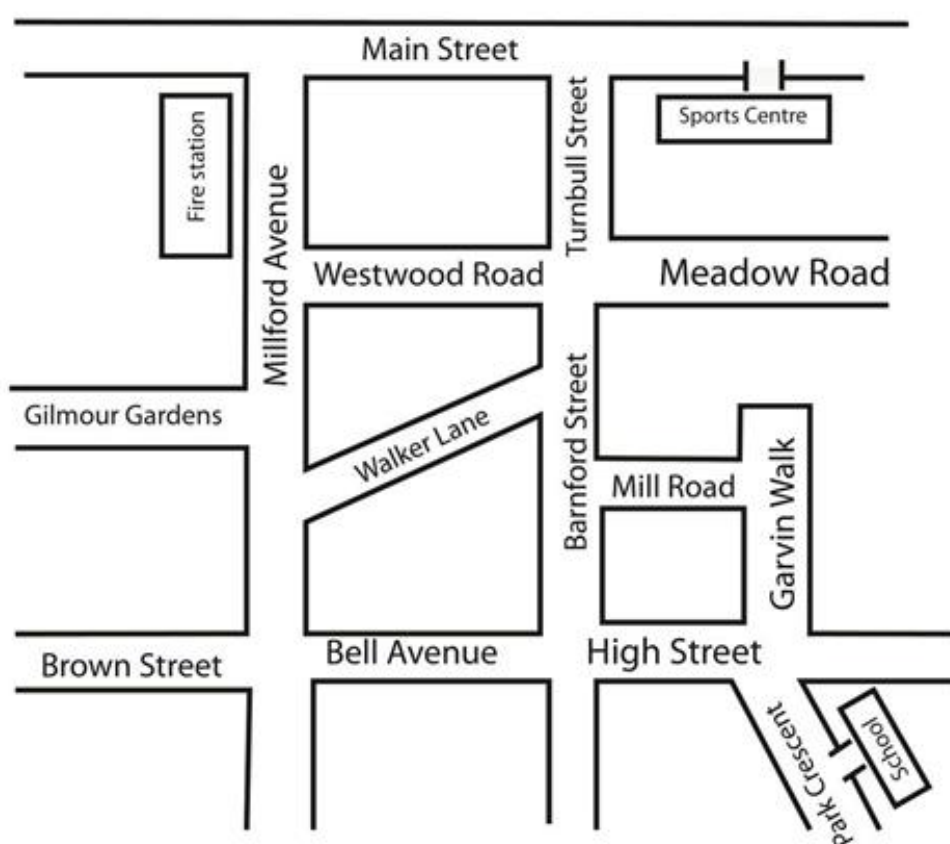 Main Street
Fire station
Millford Avenue
Turnbull Street
Sports Centre
Westwood Road
Meadow Road
Gilmour Gardens
Walker Lane
Barnford Street
Mill Road
Garvin Walk
Brown Street
Bell Avenue
High Street
Park Crescent
School